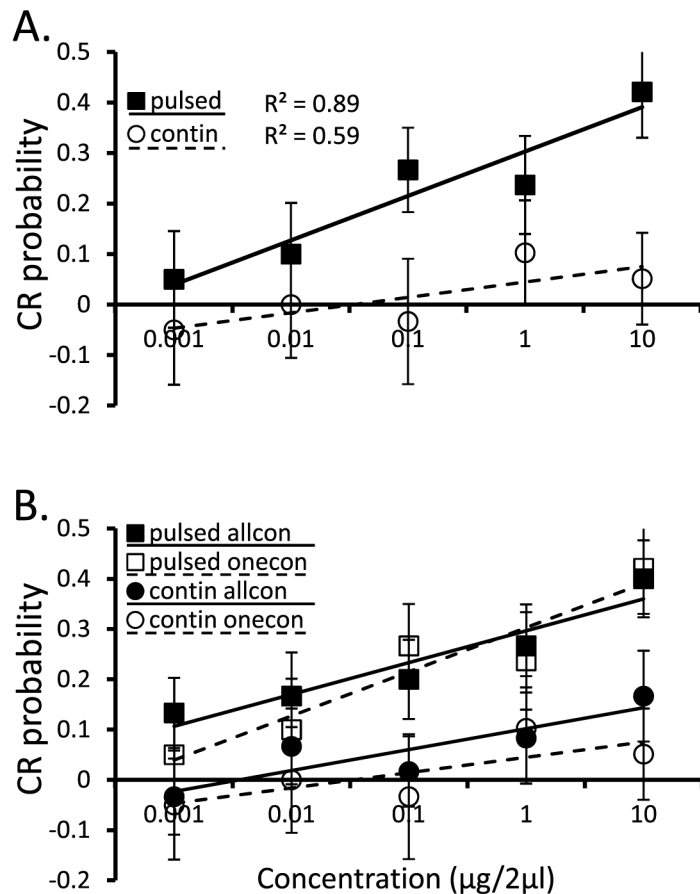 A.
CR probability
0.5
0.4
0.3
0.2
0.1
0
-0.1
-0.2
pulsed R² = 0.89
contin R² = 0.59
0.001 0.01 0.1 1 10
B.
CR probability
0.5
0.4
0.3
0.2
0.1
0
-0.1
-0.2
pulsed allcon
pulsed onecon
contin allcon
contin onecon
0.001 0.01 0.1 1 10
Concentration (µg/2µl)